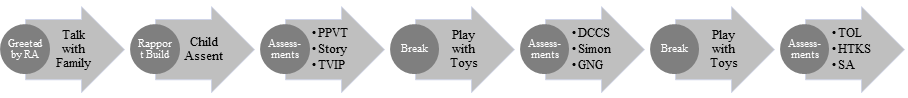 Greeted
by RA
Talk
with
Family
Rappor
t Build
Child
Assent
Assess-
ments
• PPVT
• Story
• TVIP
Break
Play
with
Toys
Assess-
ments
• DCCS
• Simon
• GNG
Break
Play
with
Toys
Assess-
ments
• TOL
• HTKS
• SA